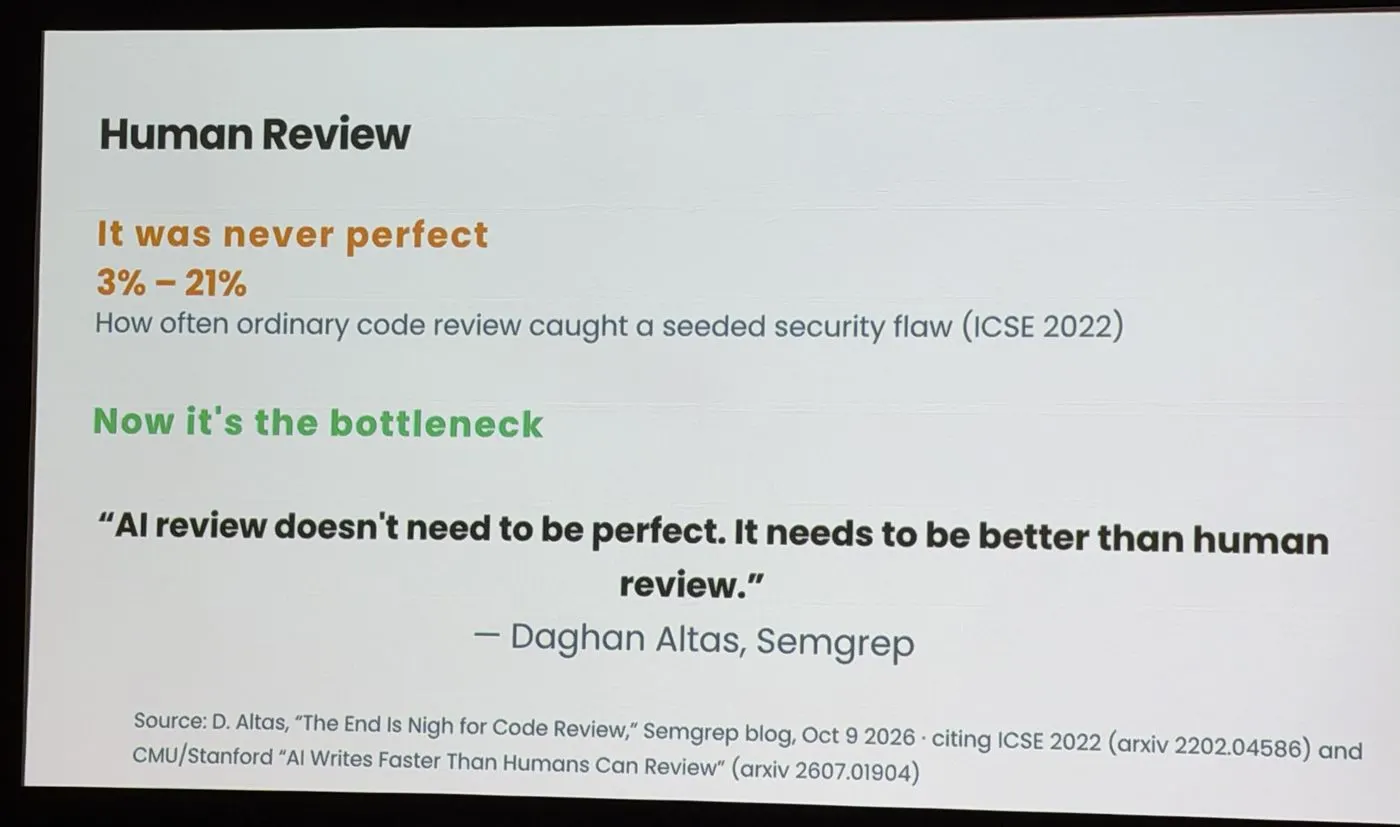 Human Review
It was never perfect
3% – 21%
How often ordinary code review caught a seeded security flaw (ICSE 2022)
Now it's the bottleneck
“AI review doesn't need to be perfect. It needs to be better than human
review.”
— Daghan Altas, Semgrep
Source: D. Altas, “The End Is Nigh for Code Review,” Semgrep blog, Oct 9 2026 · citing ICSE 2022 (arxiv 2202.04586) and
CMU/Stanford “AI Writes Faster Than Humans Can Review” (arxiv 2607.01904)